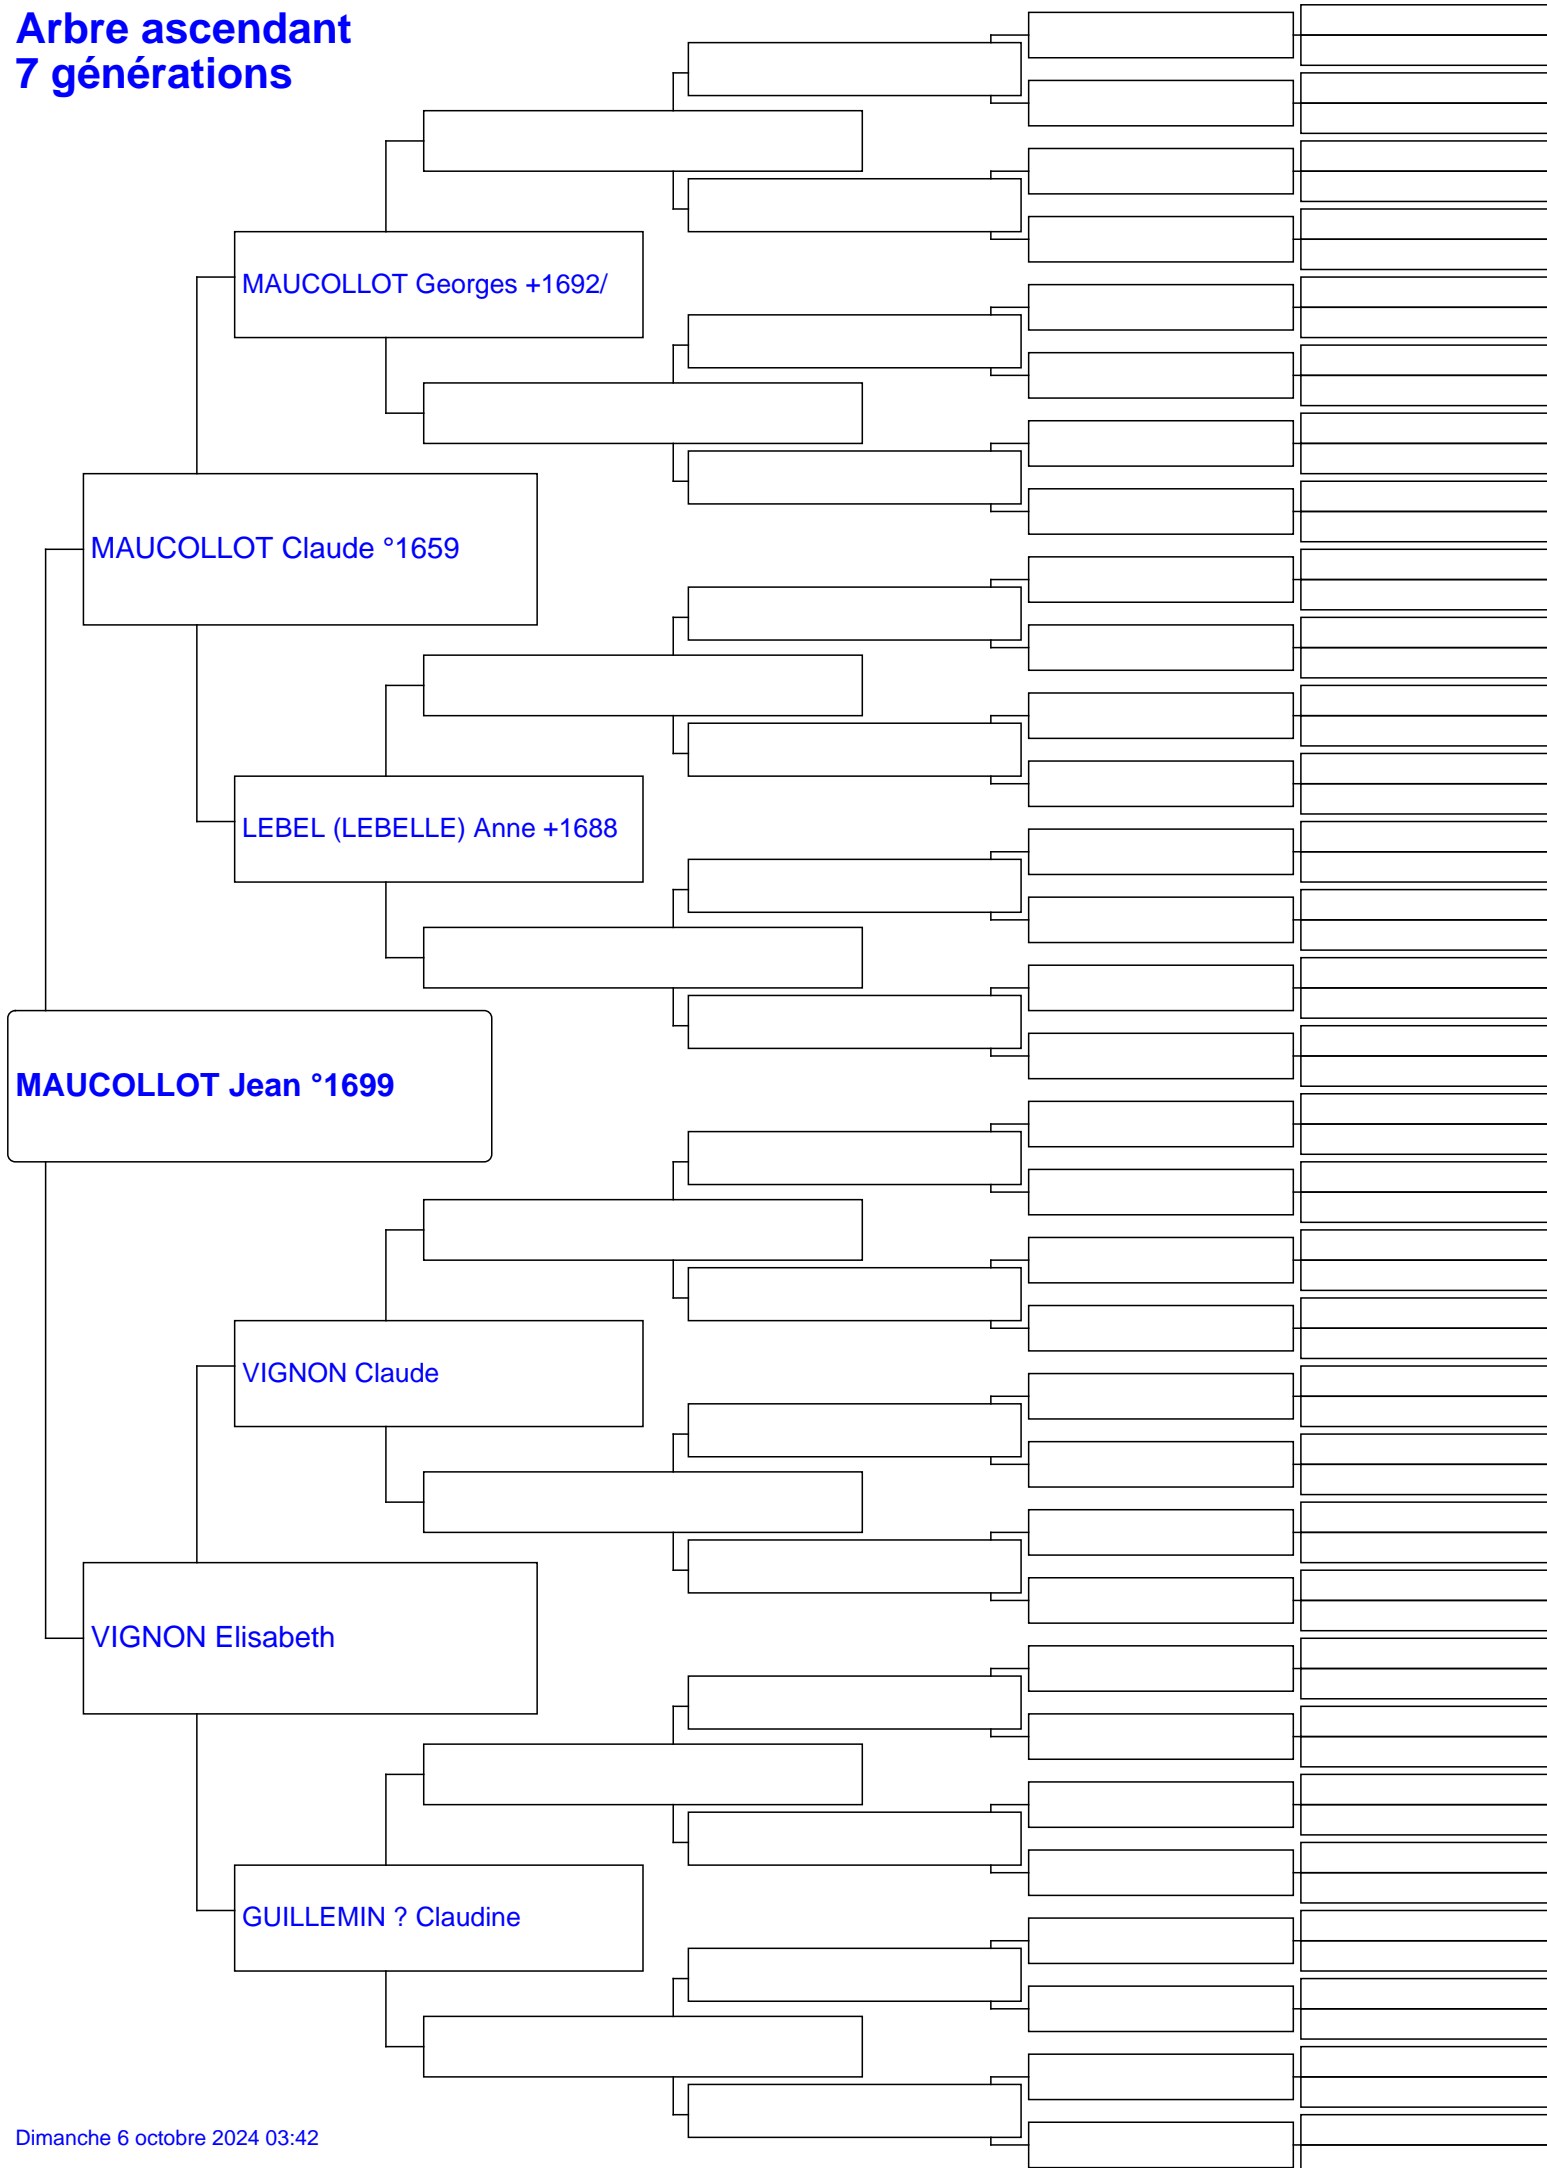 Arbre ascendant
7 générations
MAUCOLLOT Georges +1692/
MAUCOLLOT Claude °1659
LEBEL (LEBELLE) Anne +1688
MAUCOLLOT Jean °1699
VIGNON Claude
VIGNON Elisabeth
GUILLEMIN ? Claudine
Dimanche 6 octobre 2024 03:42